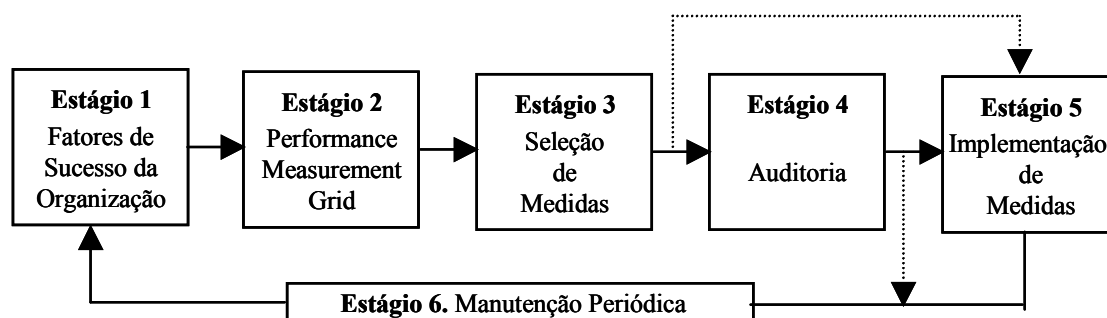 Estágio 1
Fatores de
Sucesso da
Organização
Estágio 2
Performance
Measurement
Grid
Estágio 3
Seleção
de
Medidas
Estágio 4
Auditoria
Estágio 5
Implementação
de
Medidas
Estágio 6. Manutenção Periódica